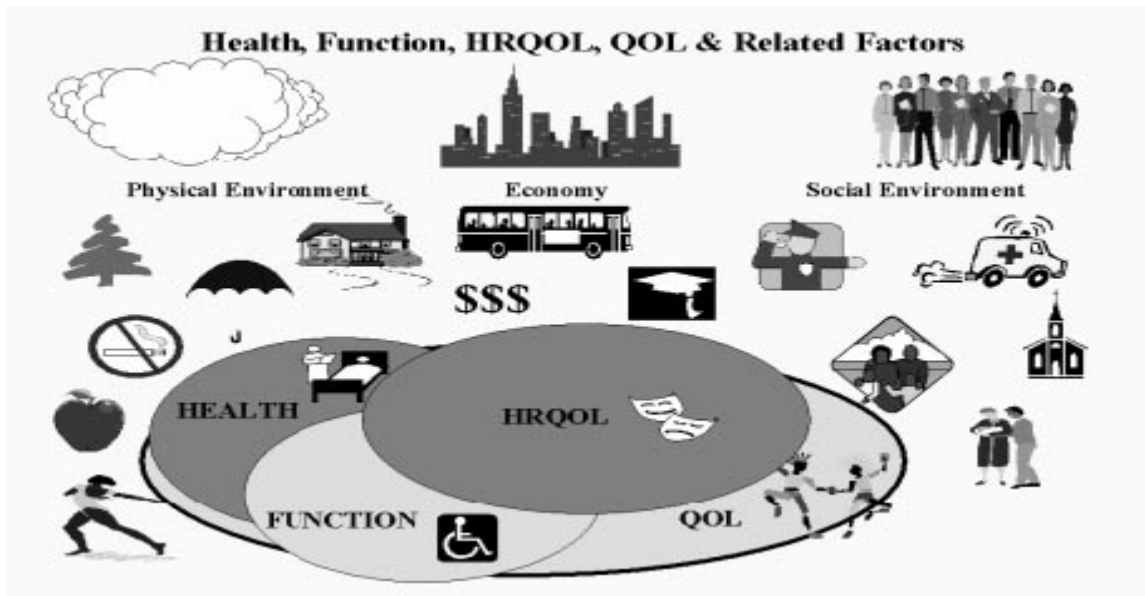 Health, Function, HRQOL, QOL & Related Factors
Physical Environment
Economy
Social Environment
$$$
J
HEALTH
HRQOL
FUNCTION
QOL